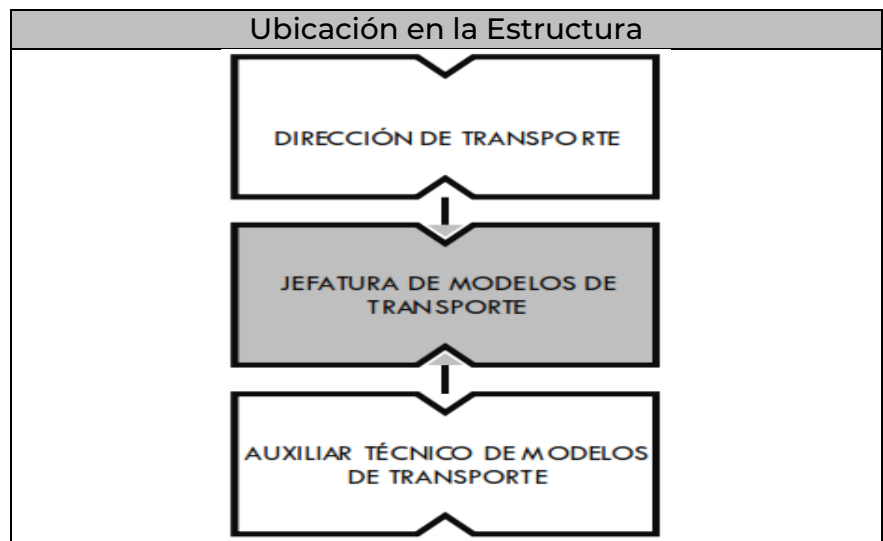 Ubicación en la Estructura
DIRECCIÓN DE TRANSPORTE
JEFATURA DE MODELOS DE
TRANSPORTE
AUXILIAR TÉCNICO DE MODELOS
DE TRANSPORTE